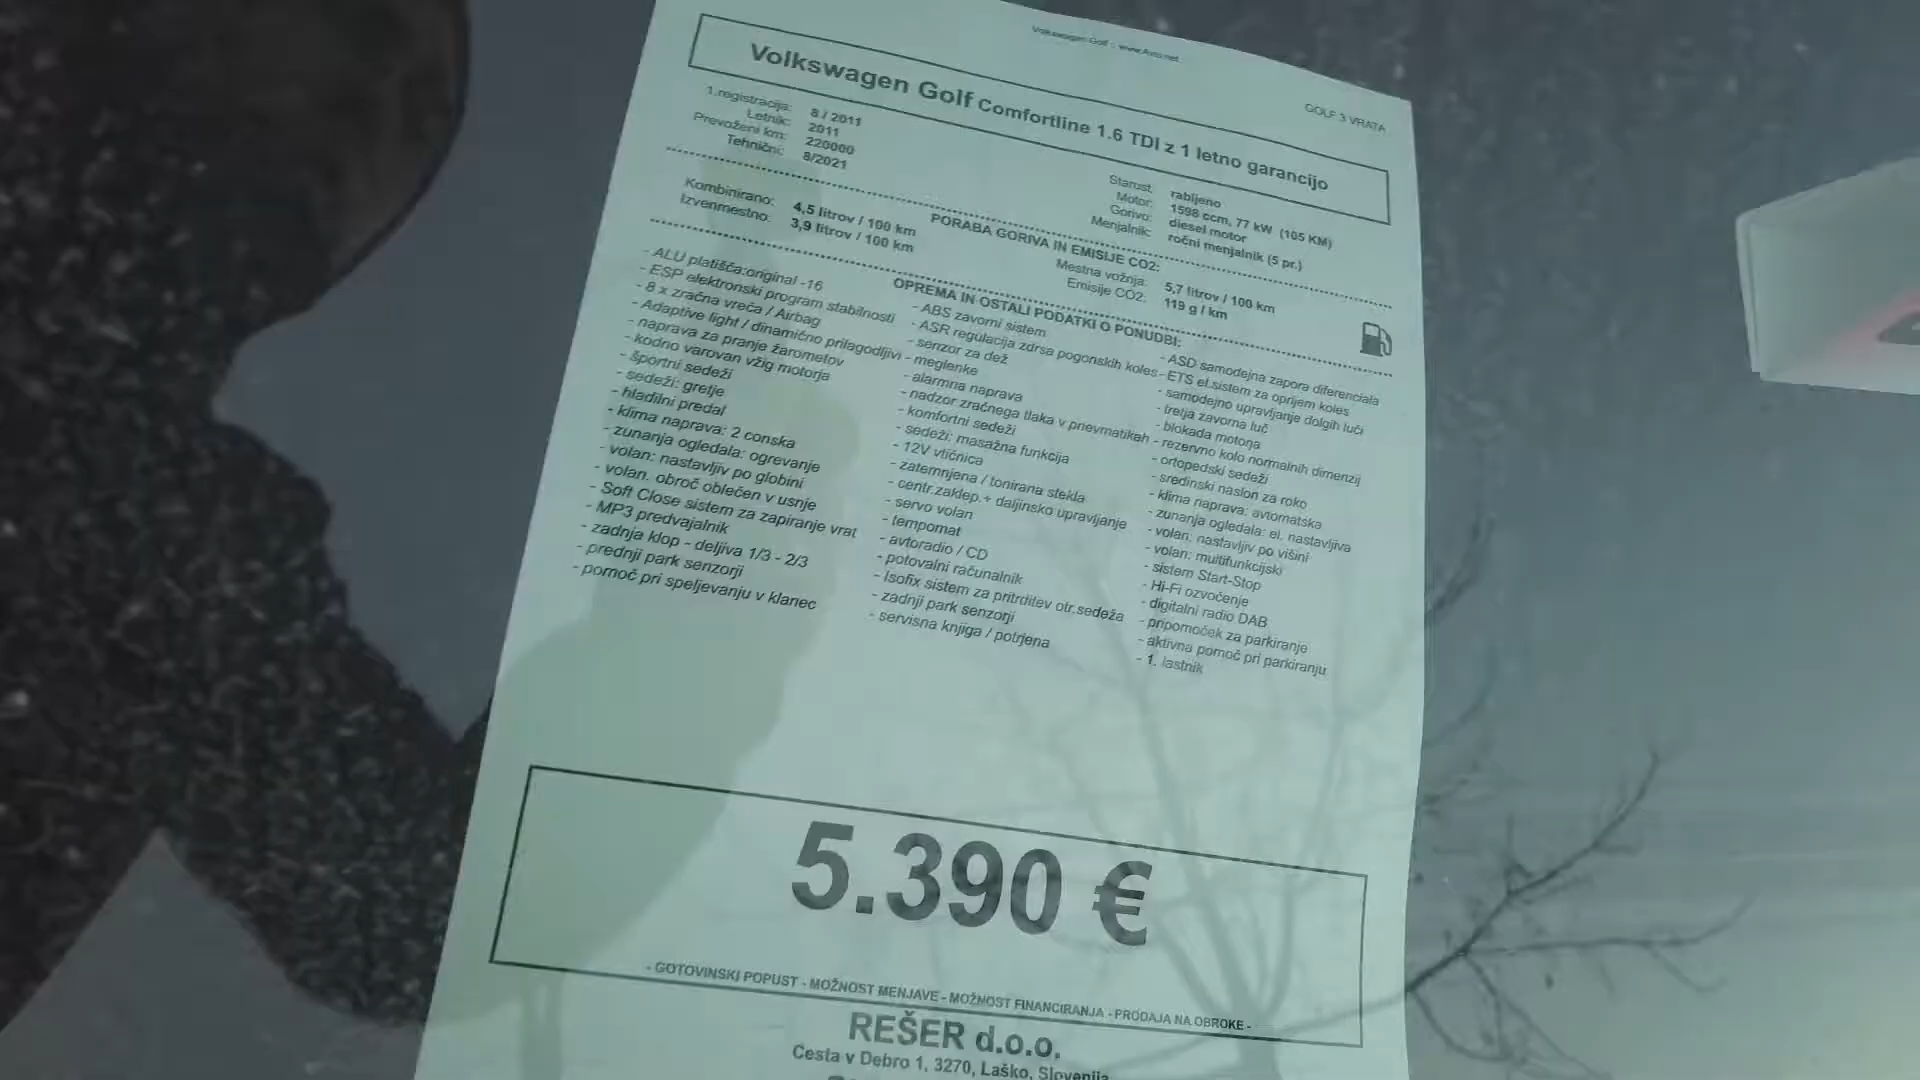 Volkswagen Golf :: www.Avto.net
GOLF 3 VRATA
Volkswagen Golf Comfortline 1.6 TDI z 1 letno garancijo
1.registracija: 8 / 2011
Letnik: 2011
Prevoženi km: 220000
Tehnični: 8/2021
Starost: rabljeno
Motor: 1598 ccm, 77 kW (105 KM)
Gorivo: diesel motor
Menjalnik: ročni menjalnik (5 pr.)
PORABA GORIVA IN EMISIJE CO2:
Kombinirano: 4,5 litrov / 100 km
Izvenmestno: 3,9 litrov / 100 km
Mestna vožnja: 5,7 litrov / 100 km
Emisije CO2: 119 g / km
OPREMA IN OSTALI PODATKI O PONUDBI:
- ALU platišča:original -16
- ESP elektronski program stabilnosti
- 8 x zračna vreča / Airbag
- Adaptive light / dinamično prilagodljivi
- naprava za pranje žarometov
- kodno varovan vžig motorja
- športni sedeži
- sedeži: gretje
- hladilni predal
- klima naprava: 2 conska
- zunanja ogledala: ogrevanje
- volan: nastavljiv po globini
- volan. obroč oblečen v usnje
- Soft Close sistem za zapiranje vrat
- MP3 predvajalnik
- zadnja klop - deljiva 1/3 - 2/3
- prednji park senzorji
- pomoč pri speljevanju v klanec
- ABS zavorni sistem
- ASR regulacija zdrsa pogonskih koles
- senzor za dež
- meglenke
- alarmna naprava
- nadzor zračnega tlaka v pnevmatikah
- komfortni sedeži
- sedeži: masažna funkcija
- 12V vtičnica
- zatemnjena / tonirana stekla
- centr.zaklep.+ daljinsko upravljanje
- servo volan
- tempomat
- avtoradio / CD
- potovalni računalnik
- Isofix sistem za pritrditev otr.sedeža
- zadnji park senzorji
- servisna knjiga / potrjena
- ASD samodejna zapora diferenciala
- ETS el.sistem za oprijem koles
- samodejno upravljanje dolgih luči
- tretja zavorna luč
- blokada motorja
- rezervno kolo normalnih dimenzij
- ortopedski sedeži
- sredinski naslon za roko
- klima naprava: avtomatska
- zunanja ogledala: el. nastavljiva
- volan: nastavljiv po višini
- volan: multifunkcijski
- sistem Start-Stop
- Hi-Fi ozvočenje
- digitalni radio DAB
- pripomoček za parkiranje
- aktivna pomoč pri parkiranju
- 1. lastnik
5.390 €
- GOTOVINSKI POPUST - MOŽNOST MENJAVE - MOŽNOST FINANCIRANJA - PRODAJA NA OBROKE -
REŠER d.o.o.
Cesta v Debro 1, 3270, Laško, Slovenija